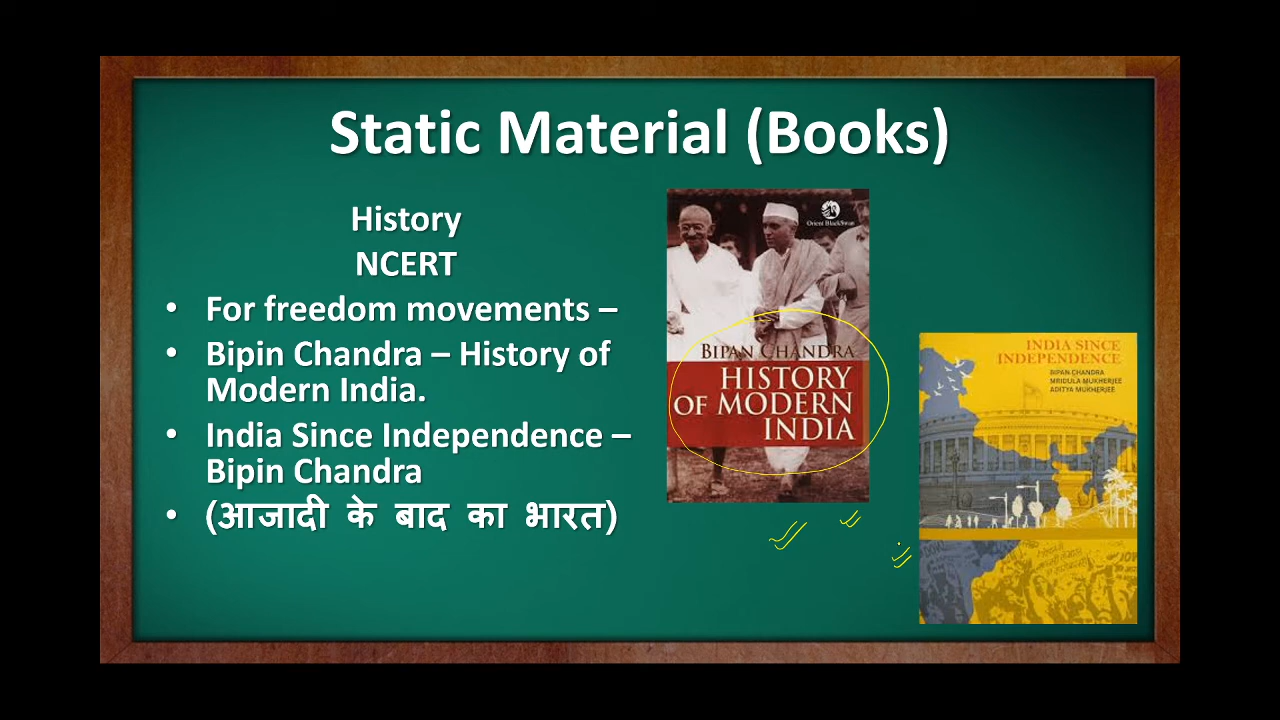 Static Material (Books)
History
NCERT
• For freedom movements –
• Bipin Chandra – History of
Modern India.
• India Since Independence –
Bipin Chandra
• (आजादी के बाद का भारत)
Orient BlackSwan
BIPAN CHANDRA
HISTORY
OF MODERN
INDIA
INDIA SINCE
INDEPENDENCE
BIPAN CHANDRA
MRIDULA MUKHERJEE
ADITYA MUKHERJEE